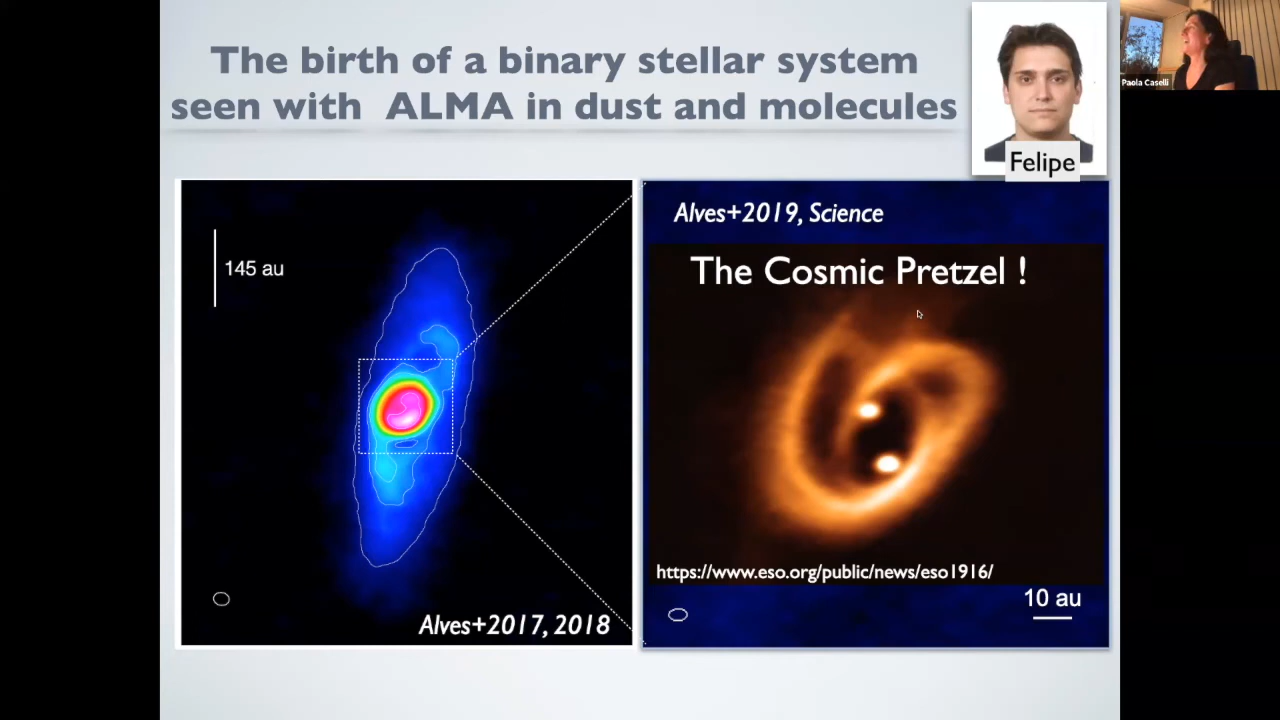 The birth of a binary stellar system
seen with ALMA in dust and molecules
Felipe
Paola Caselli
145 au
Alves+2017, 2018
Alves+2019, Science
The Cosmic Pretzel !
https://www.eso.org/public/news/eso1916/
10 au